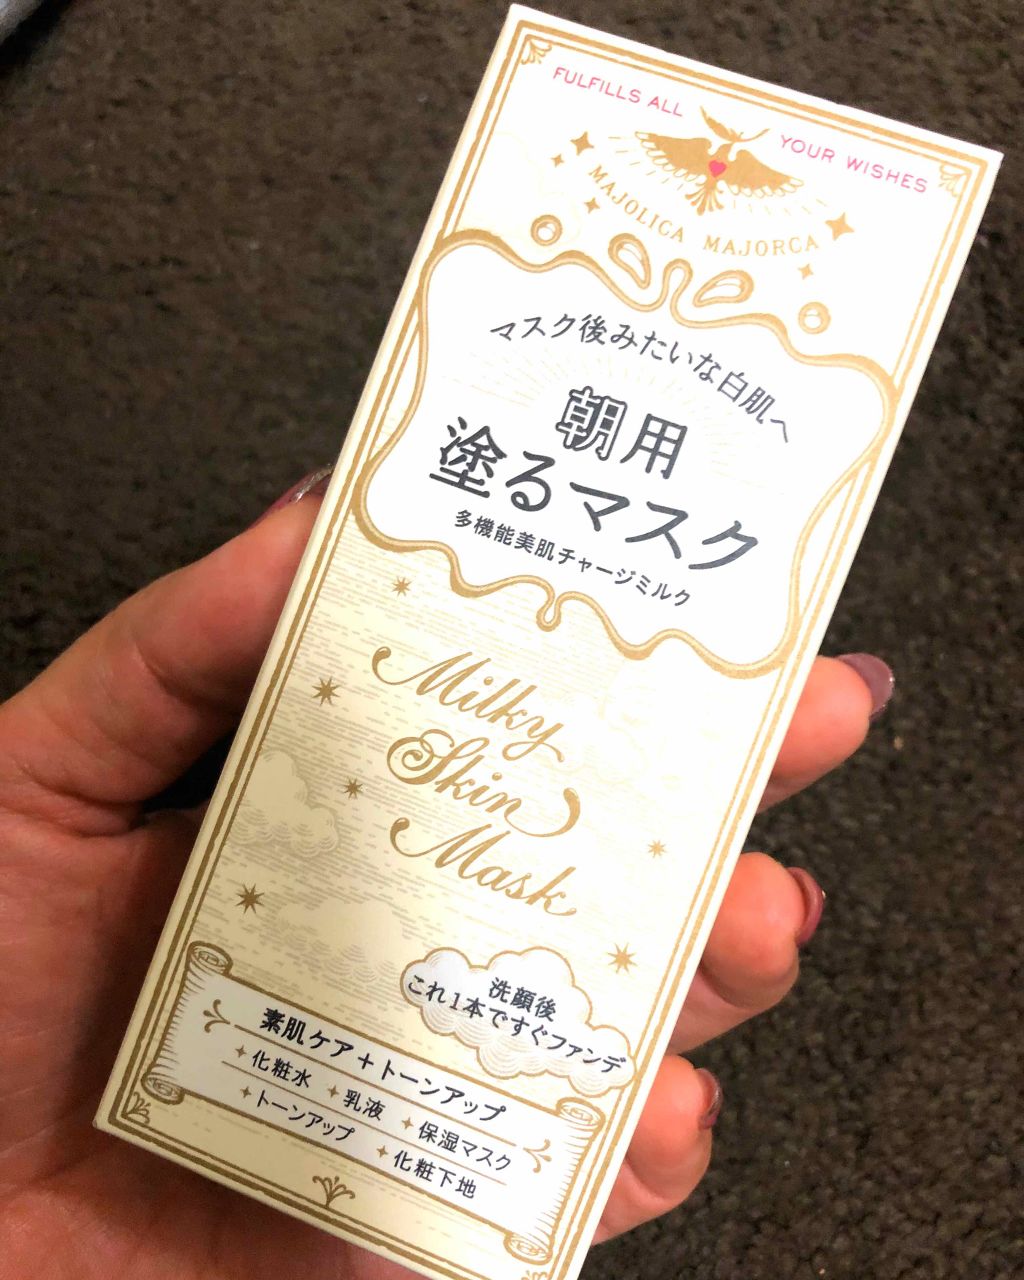 FULFILLS ALL YOUR WISHES
MAJOLICA MAJORCA
マスク後みたいな白肌へ
朝用
塗るマスク
多機能美肌チャージミルク
Milky
Skin
Mask
洗顔後
これ1本ですぐファンデ
素肌ケア+トーンアップ
化粧水 乳液 保湿マスク
トーンアップ 化粧下地